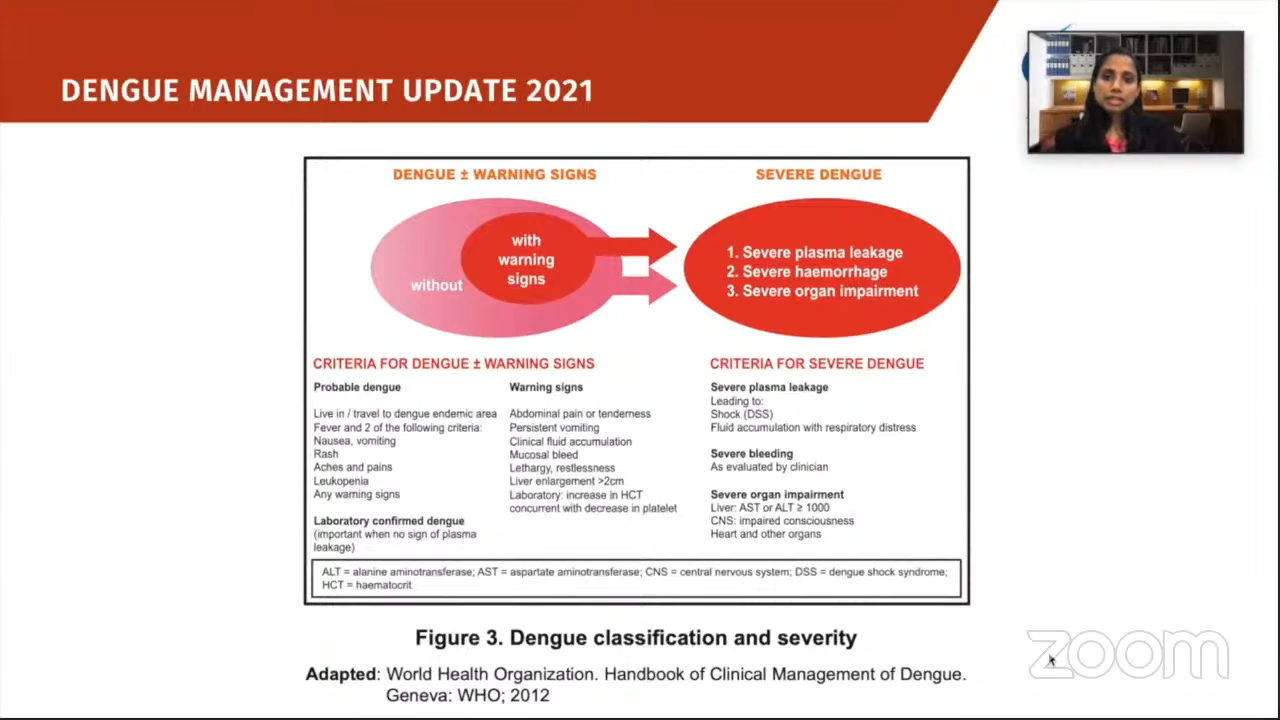 DENGUE MANAGEMENT UPDATE 2021
DENGUE ± WARNING SIGNS
SEVERE DENGUE
with
warning
signs
without
1. Severe plasma leakage
2. Severe haemorrhage
3. Severe organ impairment
CRITERIA FOR DENGUE ± WARNING SIGNS
Probable dengue
Live in / travel to dengue endemic area
Fever and 2 of the following criteria:
Nausea, vomiting
Rash
Aches and pains
Leukopenia
Any warning signs
Laboratory confirmed dengue
(important when no sign of plasma
leakage)
Warning signs
Abdominal pain or tenderness
Persistent vomiting
Clinical fluid accumulation
Mucosal bleed
Lethargy, restlessness
Liver enlargement >2cm
Laboratory: increase in HCT
concurrent with decrease in platelet
CRITERIA FOR SEVERE DENGUE
Severe plasma leakage
Leading to:
Shock (DSS)
Fluid accumulation with respiratory distress
Severe bleeding
As evaluated by clinician
Severe organ impairment
Liver: AST or ALT ≥ 1000
CNS: impaired consciousness
Heart and other organs
ALT = alanine aminotransferase; AST = aspartate aminotransferase; CNS = central nervous system; DSS = dengue shock syndrome;
HCT = haematocrit
Figure 3. Dengue classification and severity
Adapted: World Health Organization. Handbook of Clinical Management of Dengue.
Geneva: WHO; 2012
zoom